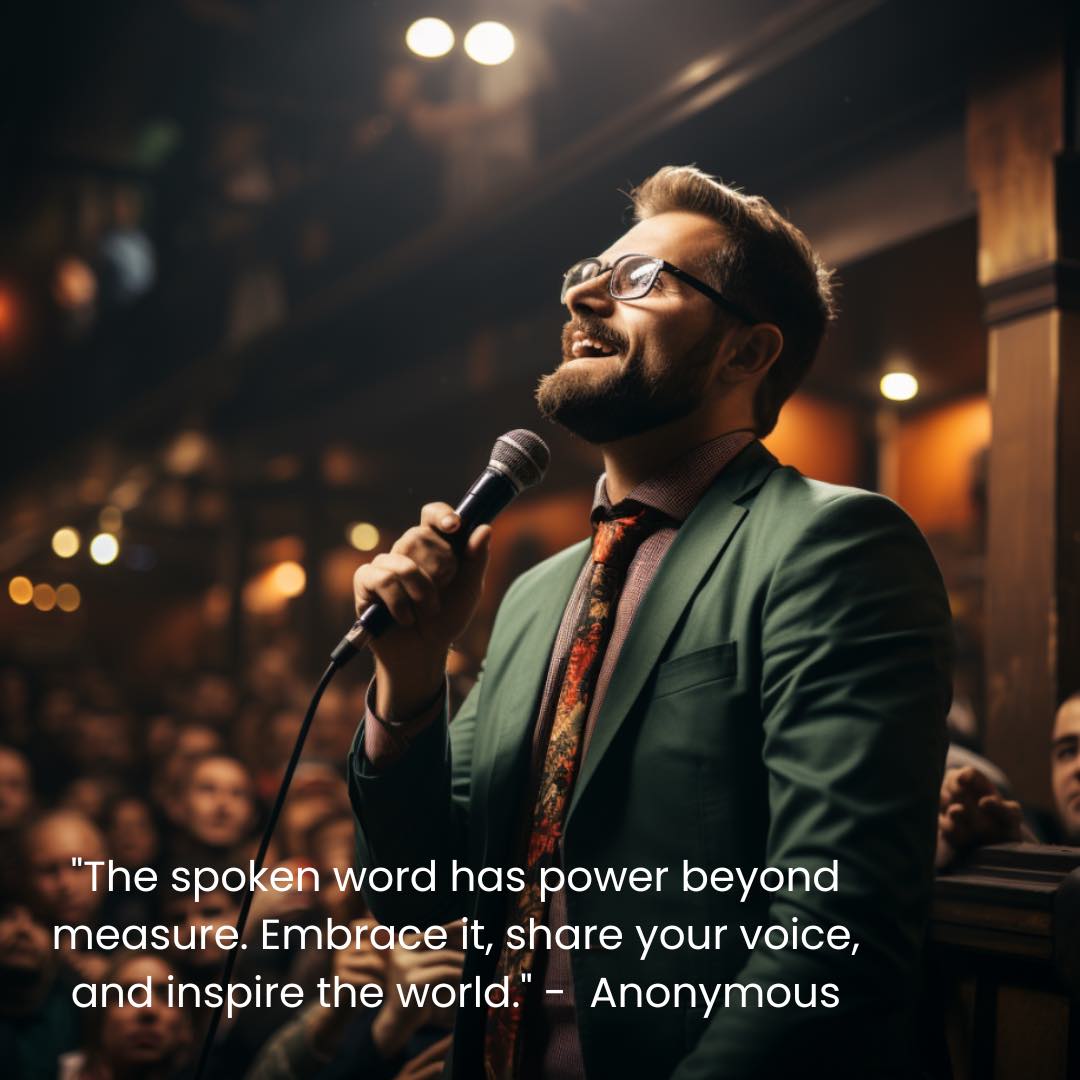 "The spoken word has power beyond
measure. Embrace it, share your voice,
and inspire the world." -  Anonymous